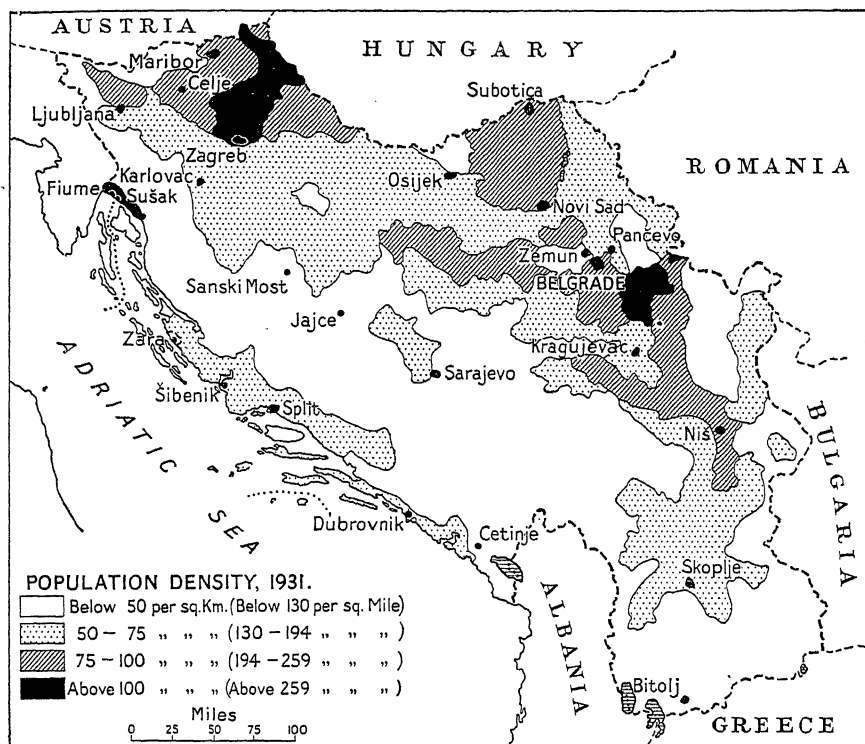 AUSTRIA
HUNGARY
Maribor
Celje
Subotica
Ljubljana
ROMANIA
Zagreb
Karlovac
Fiume
Sušak
Osijek
Novi Sad
Pančevo
Zemun
BELGRADE
Sanski Most
Jajce
Kragujevac
Zara
Sarajevo
ADRIATIC SEA
Šibenik
Split
Niš
BULGARIA
Dubrovnik
Cetinje
Skoplje
ALBANIA
Bitolj
GREECE
POPULATION DENSITY, 1931.
Below 50 per sq.Km. (Below 130 per sq. Mile)
50 – 75 „ „ „ (130 – 194 „ „ „ )
75 – 100 „ „ „ (194 – 259 „ „ „ )
Above 100 „ „ „ (Above 259 „ „ „ )
Miles
0 25 50 75 100